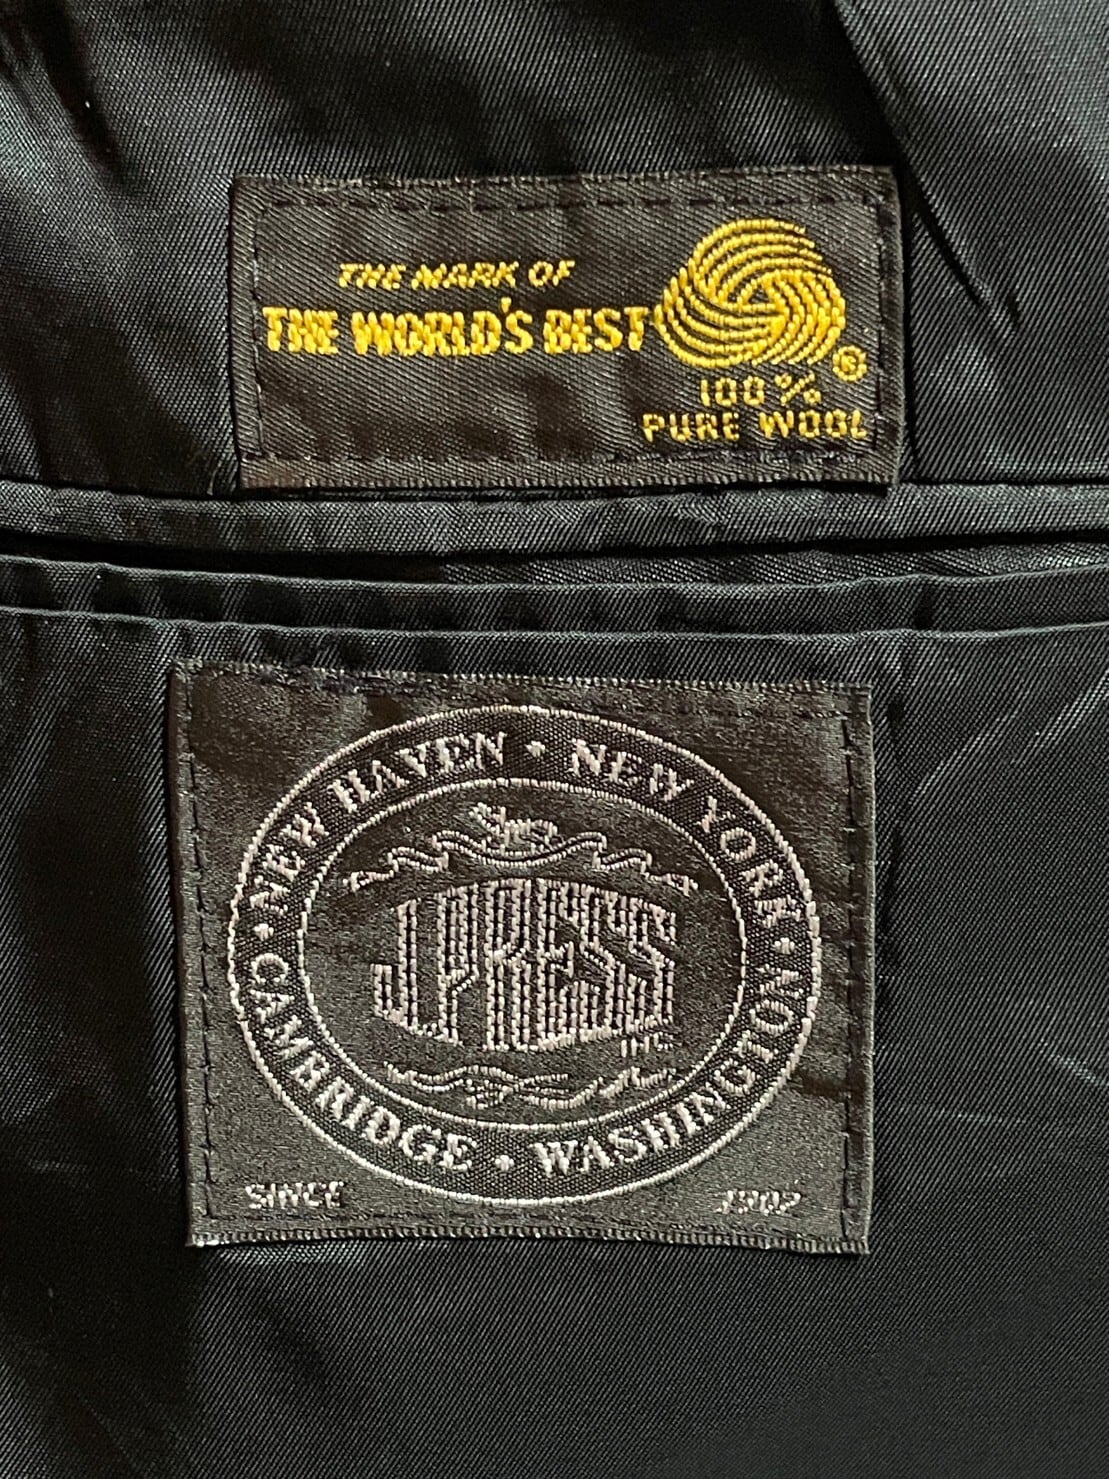 THE MARK OF
THE WORLD'S BEST
®
100%
PURE WOOL
NEW HAVEN • NEW YORK • WASHINGTON • CAMBRIDGE •
J. PRESS
INC.
SINCE 1902